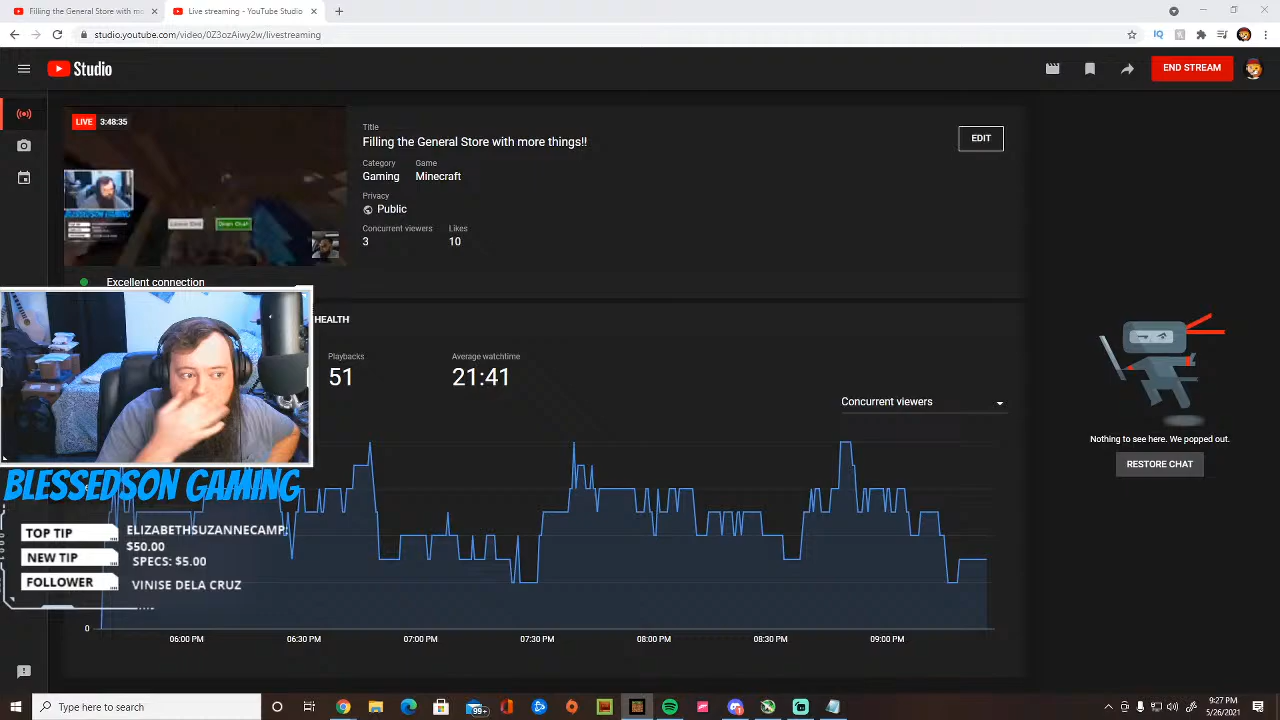 Filling the General Store with mo
Live streaming - YouTube Studio
studio.youtube.com/video/0Z3ozAiwy2w/livestreaming
Studio
END STREAM
LIVE 3:48:35
Title
Filling the General Store with more things!!
EDIT
Category Game
Gaming Minecraft
Privacy
Public
Concurrent viewers Likes
3 10
Excellent connection
HEALTH
Playbacks Average watchtime
51 21:41
Concurrent viewers
Nothing to see here. We popped out.
RESTORE CHAT
BLESSEDSON GAMING
TOP TIP ELIZABETHSUZANNECAMP:
$50.00
NEW TIP SPECS: $5.00
FOLLOWER VINISE DELA CRUZ
0
06:00 PM 06:30 PM 07:00 PM 07:30 PM 08:00 PM 08:30 PM 09:00 PM
Type here to search
99+
9:27 PM
5/26/2021